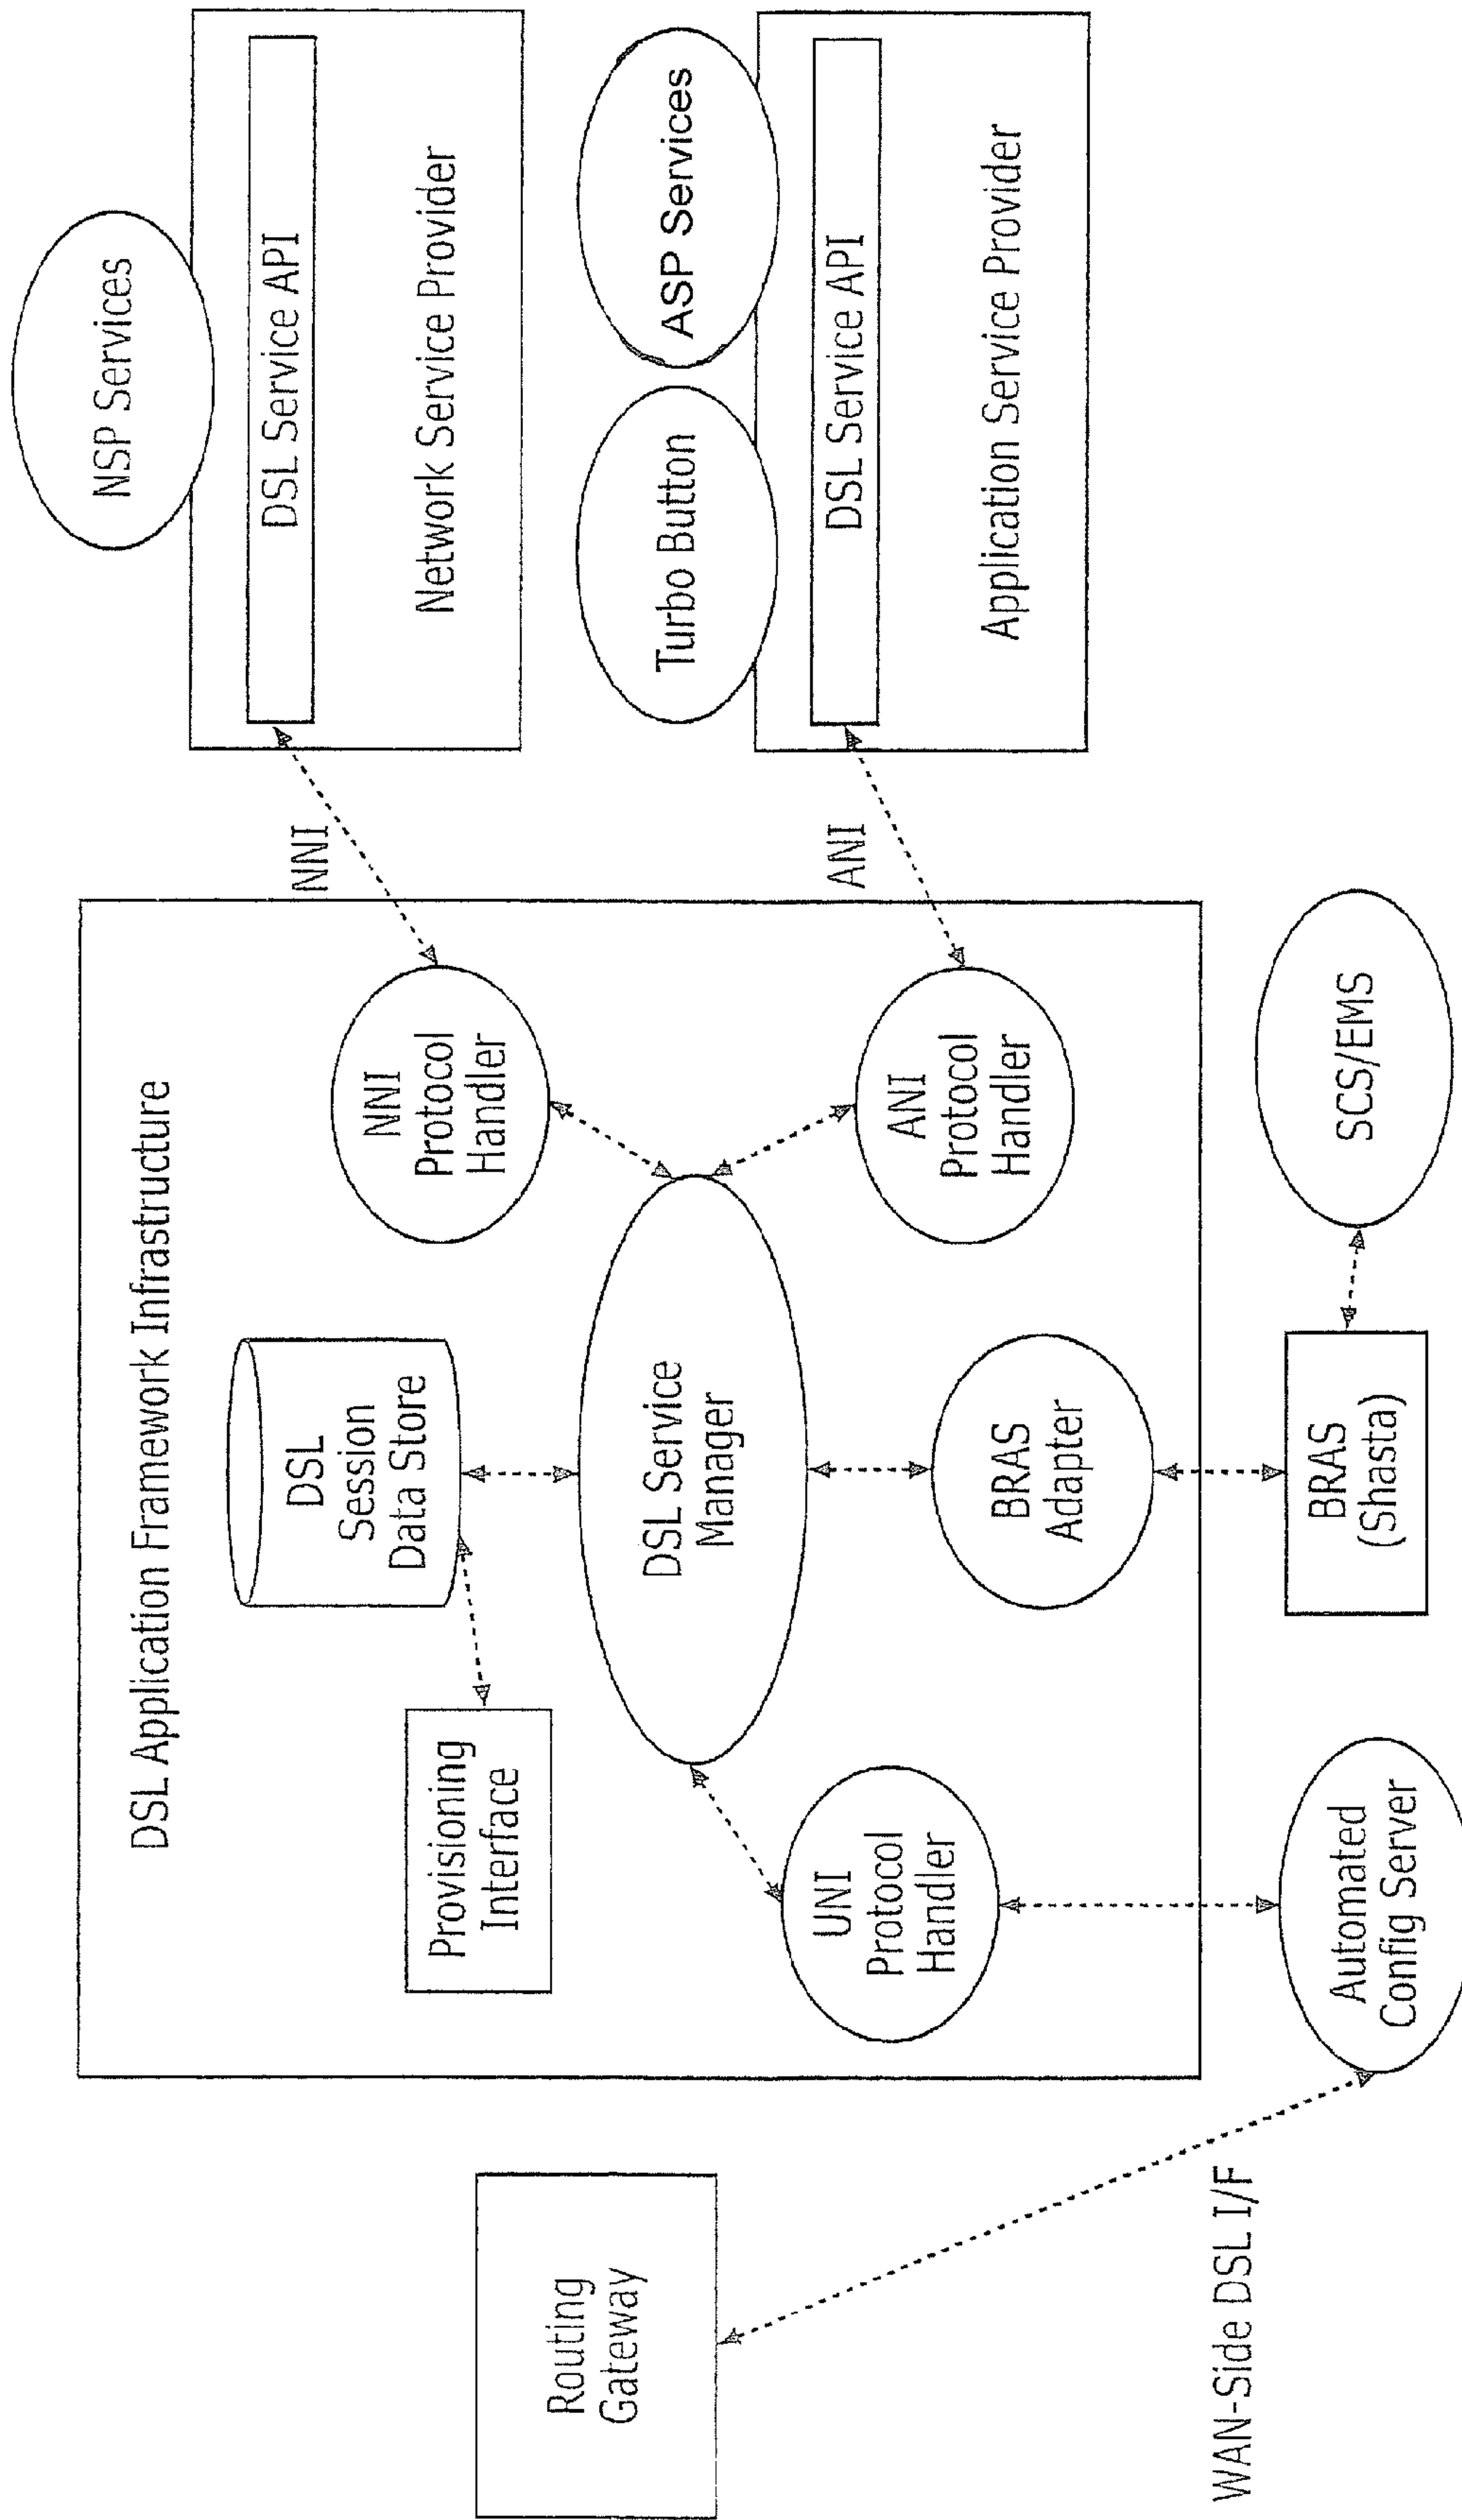 DSL Application Framework Infrastructure
Routing
Gateway
WAN-Side DSL I/F
Provisioning
Interface
DSL
Session
Data Store
NNI
Protocol
Handler
DSL Service
Manager
UNI
Protocol
Handler
BRAS
Adapter
ANI
Protocol
Handler
Automated
Config Server
BRAS
(Shasta)
SCS/EMS
NNI
ANI
NSP Services
DSL Service API
Network Service Provider
Turbo Button
ASP Services
DSL Service API
Application Service Provider